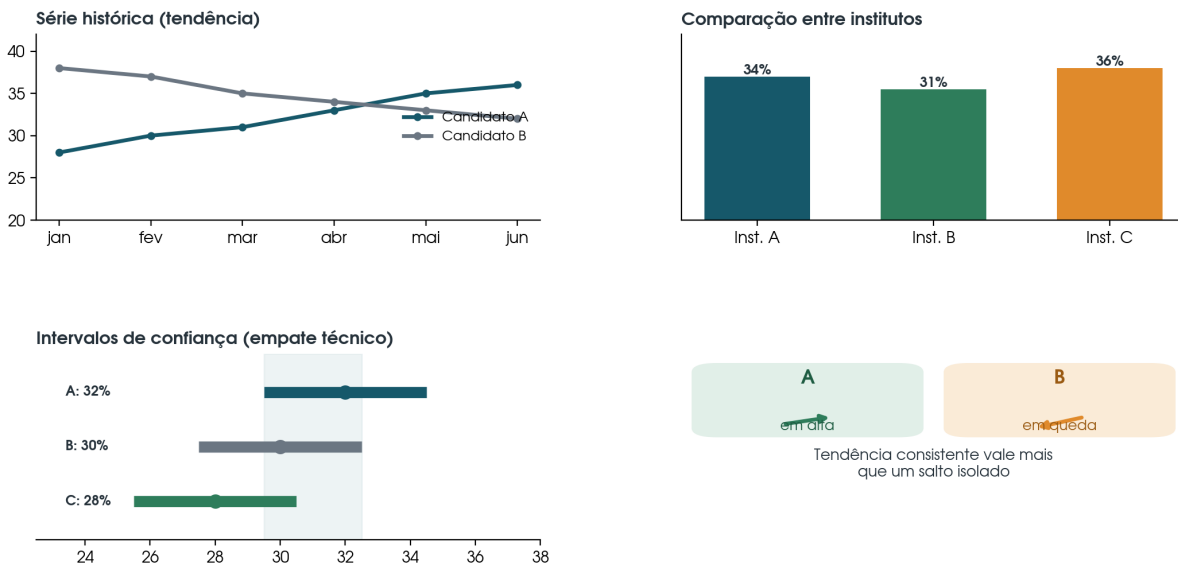 Série histórica (tendência)
40
35
30
25
20
jan fev mar abr mai jun
Candidato A
Candidato B
Comparação entre institutos
34% 31% 36%
Inst. A Inst. B Inst. C
Intervalos de confiança (empate técnico)
A: 32%
B: 30%
C: 28%
24 26 28 30 32 34 36 38
A
em alta
B
em queda
Tendência consistente vale mais
que um salto isolado